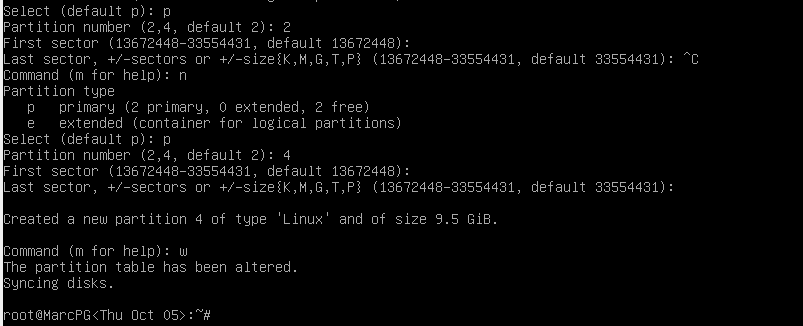 Select (default p): p
Partition number (2,4, default 2): 2
First sector (13672448-33554431, default 13672448):
Last sector, +/-sectors or +/-size{K,M,G,T,P} (13672448-33554431, default 33554431): ^C
Command (m for help): n
Partition type
   p   primary (2 primary, 0 extended, 2 free)
   e   extended (container for logical partitions)
Select (default p): p
Partition number (2,4, default 2): 4
First sector (13672448-33554431, default 13672448):
Last sector, +/-sectors or +/-size{K,M,G,T,P} (13672448-33554431, default 33554431):

Created a new partition 4 of type 'Linux' and of size 9.5 GiB.

Command (m for help): w
The partition table has been altered.
Syncing disks.

root@MarcPG<Thu Oct 05>:~#